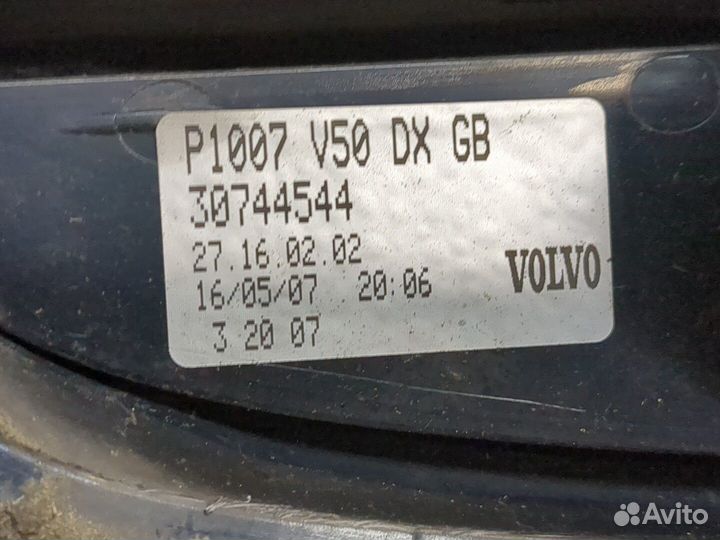 P1007 V50 DX GB
30744544
27.16.02.02
16/05/07 20:06
VOLVO
3 20 07
Avito